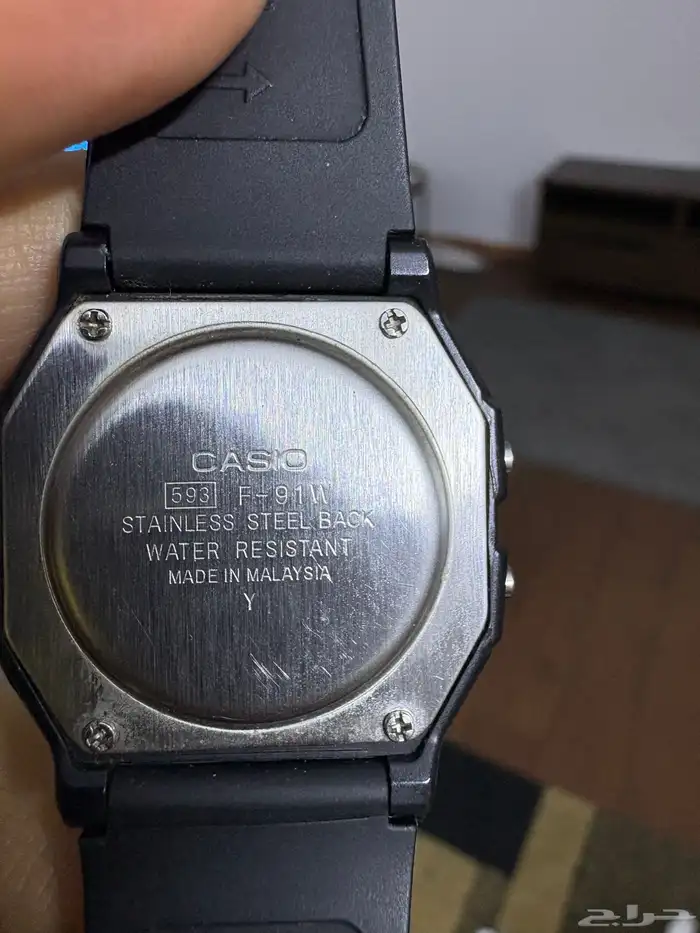 CASIO
593 F-91W
STAINLESS STEEL BACK
WATER RESISTANT
MADE IN MALAYSIA
Y
حراج